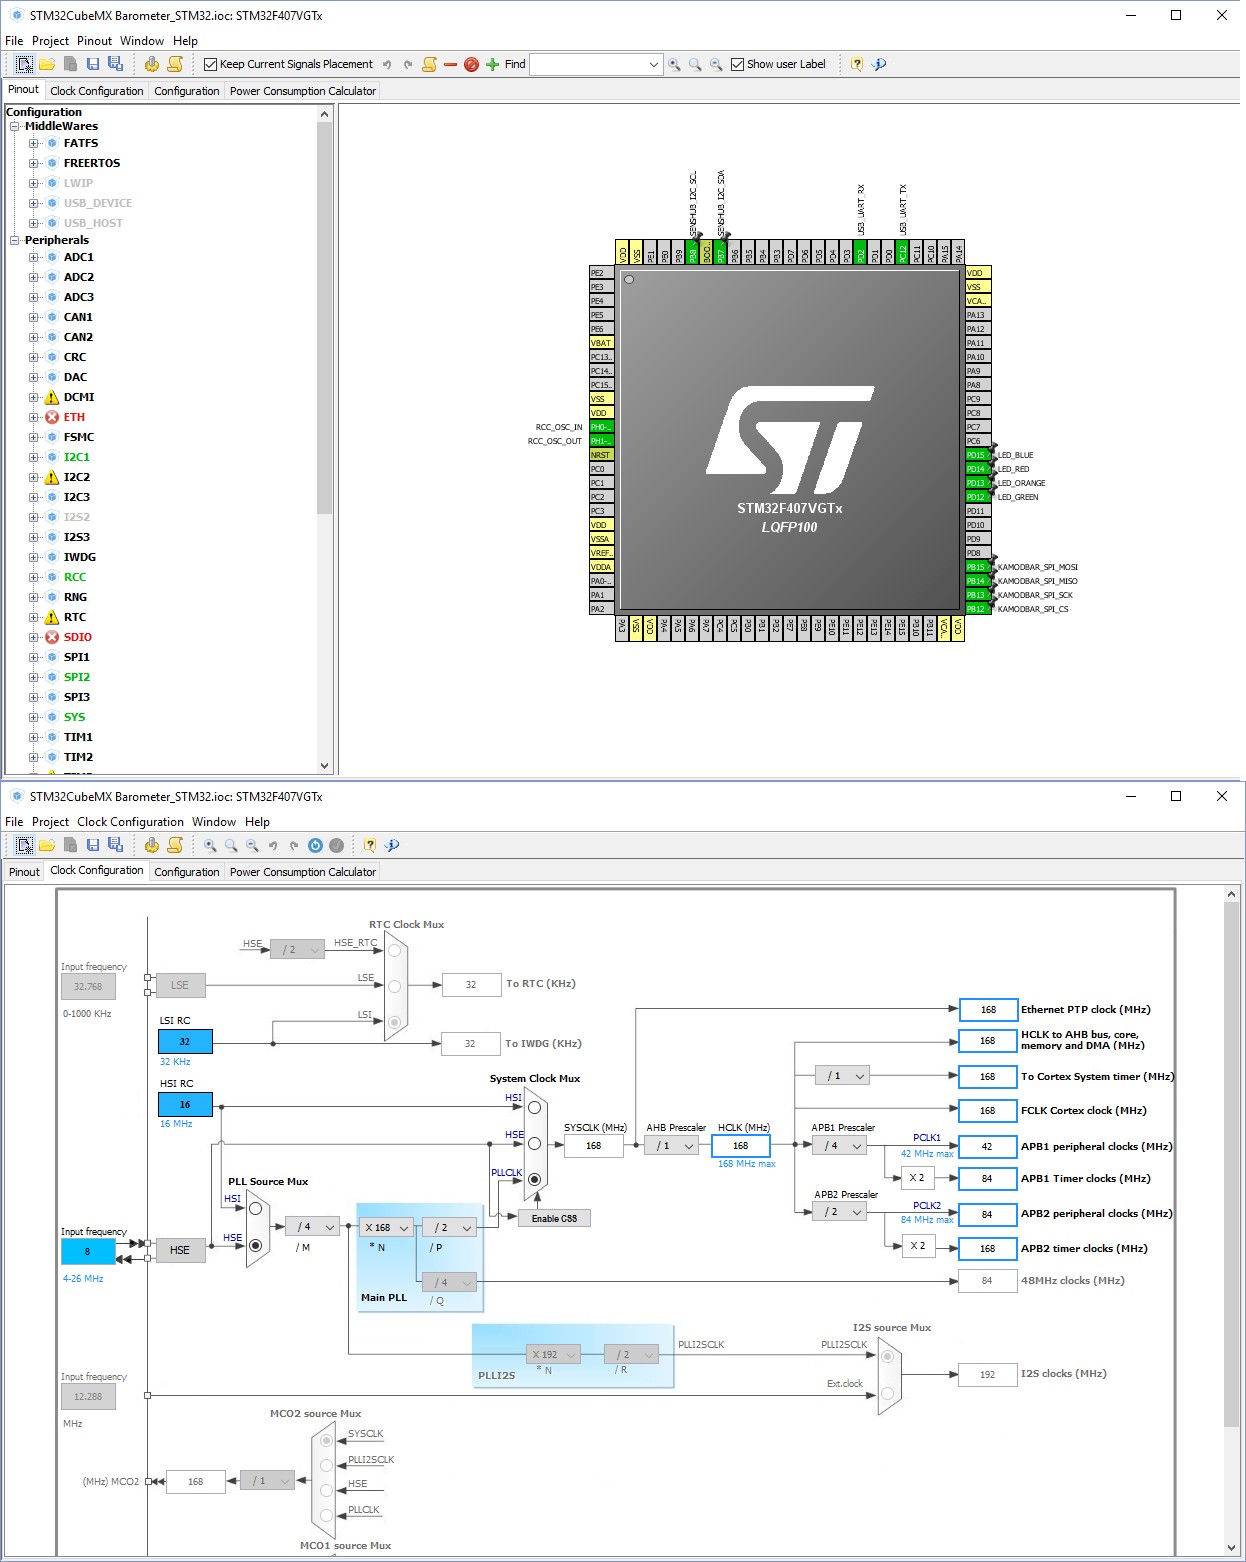 STM32CubeMX Barometer_STM32.ioc: STM32F407VGTx
File Project Pinout Window Help
Keep Current Signals Placement Find Show user Label
Pinout Clock Configuration Configuration Power Consumption Calculator
Configuration
MiddleWares
FATFS
FREERTOS
LWIP
USB_DEVICE
USB_HOST
Peripherals
ADC1
ADC2
ADC3
CAN1
CAN2
CRC
DAC
DCMI
ETH
FSMC
I2C1
I2C2
I2C3
I2S2
I2S3
IWDG
RCC
RNG
RTC
SDIO
SPI1
SPI2
SPI3
SYS
TIM1
TIM2
SENSHUB_I2C_SCL
SENSHUB_I2C_SDA
USB_UART_RX
USB_UART_TX
VDD VSS PE1 PE0 PB9 PB8 BOO.. PB7 PB6 PB5 PB4 PB3 PD7 PD6 PD5 PD4 PD3 PD2 PD1 PD0 PC12 PC11 PC10 PA15 PA14
PE2
PE3
PE4
PE5
PE6
VBAT
PC13..
PC14..
PC15..
VSS
VDD
RCC_OSC_IN PH0-..
RCC_OSC_OUT PH1-..
NRST
PC0
PC1
PC2
PC3
VDD
VSSA
VREF..
VDDA
PA0-..
PA1
PA2
ST
STM32F407VGTx
LQFP100
VDD
VSS
VCA..
PA13
PA12
PA11
PA10
PA9
PA8
PC9
PC8
PC7
PC6
PD15 LED_BLUE
PD14 LED_RED
PD13 LED_ORANGE
PD12 LED_GREEN
PD11
PD10
PD9
PD8
PB15 KAMODBAR_SPI_MOSI
PB14 KAMODBAR_SPI_MISO
PB13 KAMODBAR_SPI_SCK
PB12 KAMODBAR_SPI_CS
PA3 VSS VDD PA4 PA5 PA6 PA7 PC4 PC5 PB0 PB1 PB2 PE7 PE8 PE9 PE10 PE11 PE12 PE13 PE14 PE15 PB10 PB11 VCA.. VDD
STM32CubeMX Barometer_STM32.ioc: STM32F407VGTx
File Project Clock Configuration Window Help
Pinout Clock Configuration Configuration Power Consumption Calculator
RTC Clock Mux
HSE / 2 HSE_RTC
Input frequency
32.768
0-1000 KHz
LSE LSE
32 To RTC (KHz)
LSI RC
32
32 KHz
LSI
32 To IWDG (KHz)
HSI RC
16
16 MHz
System Clock Mux
HSI
HSE
PLLCLK
Enable CSS
SYSCLK (MHz)
168
AHB Prescaler
/ 1
HCLK (MHz)
168
168 MHz max
168 Ethernet PTP clock (MHz)
168 HCLK to AHB bus, core,
memory and DMA (MHz)
/ 1 168 To Cortex System timer (MHz)
168 FCLK Cortex clock (MHz)
APB1 Prescaler
/ 4
PCLK1
42 MHz max
42 APB1 peripheral clocks (MHz)
X 2 84 APB1 Timer clocks (MHz)
APB2 Prescaler
/ 2
PCLK2
84 MHz max
84 APB2 peripheral clocks (MHz)
X 2 168 APB2 timer clocks (MHz)
84 48MHz clocks (MHz)
PLL Source Mux
HSI
HSE
Input frequency
8
4-26 MHz
HSE
/ 4
/ M
X 168
* N
/ 2
/ P
/ 4
/ Q
Main PLL
X 192
* N
/ 2
/ R
PLLI2S
PLLI2SCLK
I2S source Mux
PLLI2SCLK
Ext.clock
192 I2S clocks (MHz)
Input frequency
12.288
MHz
MCO2 source Mux
SYSCLK
PLLI2SCLK
HSE
PLLCLK
(MHz) MCO2 168 / 1
MCO1 source Mux